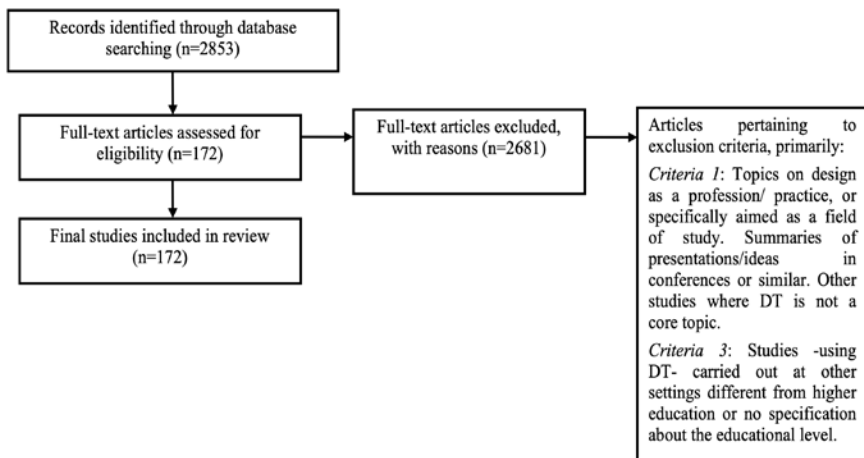 Records identified through database
searching (n=2853)
Full-text articles assessed for
eligibility (n=172)
Full-text articles excluded,
with reasons (n=2681)
Final studies included in review
(n=172)
Articles pertaining to
exclusion criteria, primarily:
Criteria 1: Topics on design
as a profession/ practice, or
specifically aimed as a field
of study. Summaries of
presentations/ideas in
conferences or similar. Other
studies where DT is not a
core topic.
Criteria 3: Studies -using
DT- carried out at other
settings different from higher
education or no specification
about the educational level.